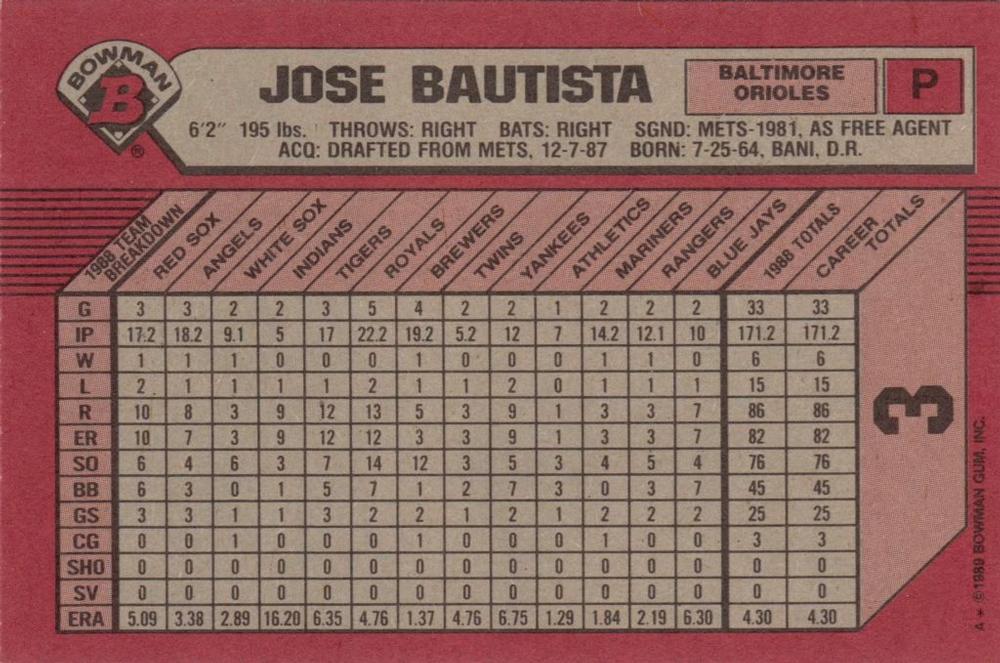 BOWMAN
B
®
JOSE BAUTISTA
BALTIMORE
ORIOLES
P
6'2" 195 lbs. THROWS: RIGHT BATS: RIGHT SGND: METS-1981, AS FREE AGENT
ACQ: DRAFTED FROM METS, 12-7-87 BORN: 7-25-64, BANI, D.R.
1988 TEAM BREAKDOWN RED SOX ANGELS WHITE SOX INDIANS TIGERS ROYALS BREWERS TWINS YANKEES ATHLETICS MARINERS RANGERS BLUE JAYS 1988 TOTALS CAREER TOTALS
G 3 3 2 2 3 5 4 2 2 1 2 2 2 33 33
IP 17.2 18.2 9.1 5 17 22.2 19.2 5.2 12 7 14.2 12.1 10 171.2 171.2
W 1 1 1 0 0 0 1 0 0 0 1 1 0 6 6
L 2 1 1 1 1 2 1 1 2 0 1 1 1 15 15
R 10 8 3 9 12 13 5 3 9 1 3 3 7 86 86
ER 10 7 3 9 12 12 3 3 9 1 3 3 7 82 82
SO 6 4 6 3 7 14 12 3 5 3 4 5 4 76 76
BB 6 3 0 1 5 7 1 2 7 3 0 3 7 45 45
GS 3 3 1 1 3 2 2 1 2 1 2 2 2 25 25
CG 0 0 1 0 0 0 1 0 0 0 1 0 0 3 3
SHO 0 0 0 0 0 0 0 0 0 0 0 0 0 0 0
SV 0 0 0 0 0 0 0 0 0 0 0 0 0 0 0
ERA 5.09 3.38 2.89 16.20 6.35 4.76 1.37 4.76 6.75 1.29 1.84 2.19 6.30 4.30 4.30
3
A * ©1989 BOWMAN GUM, INC.